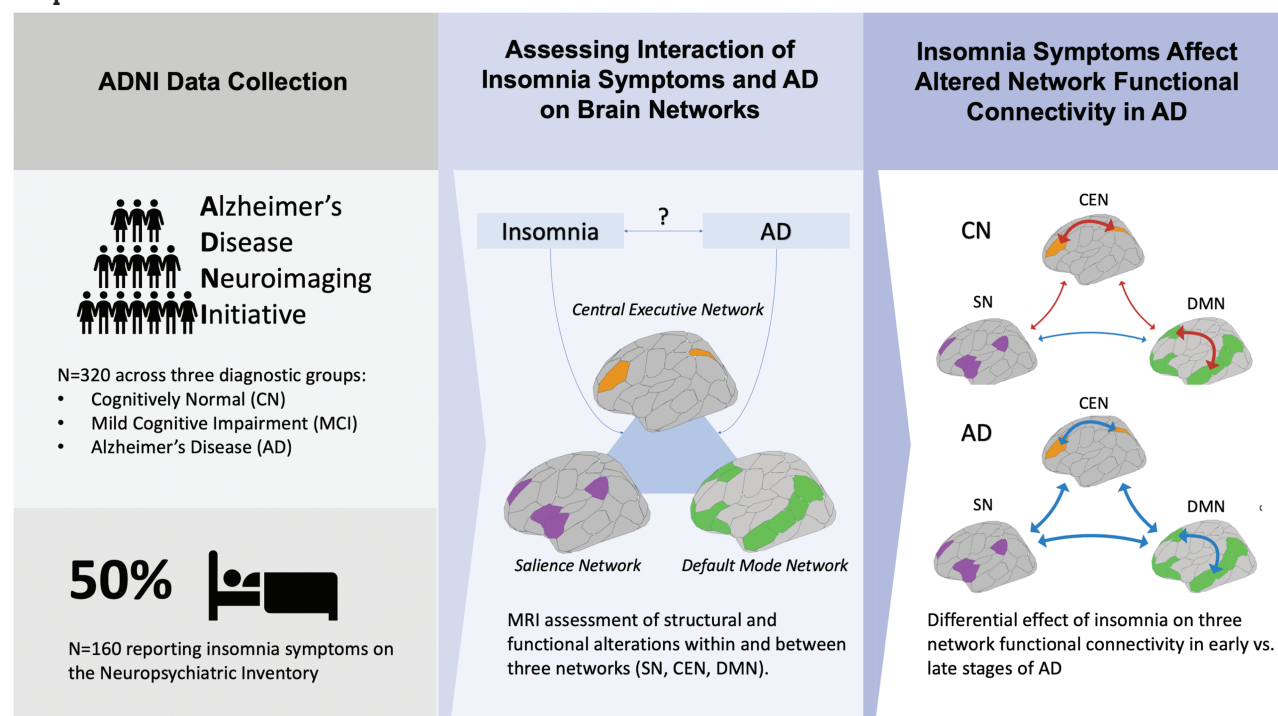 ADNI Data Collection
Alzheimer’s
Disease
Neuroimaging
Initiative
N=320 across three diagnostic groups:
• Cognitively Normal (CN)
• Mild Cognitive Impairment (MCI)
• Alzheimer’s Disease (AD)
50%
N=160 reporting insomnia symptoms on
the Neuropsychiatric Inventory
Assessing Interaction of
Insomnia Symptoms and AD
on Brain Networks
?
Insomnia
AD
Central Executive Network
Salience Network
Default Mode Network
MRI assessment of structural and
functional alterations within and between
three networks (SN, CEN, DMN).
Insomnia Symptoms Affect
Altered Network Functional
Connectivity in AD
CEN
CN
SN
DMN
CEN
AD
SN
DMN
Differential effect of insomnia on three
network functional connectivity in early vs.
late stages of AD